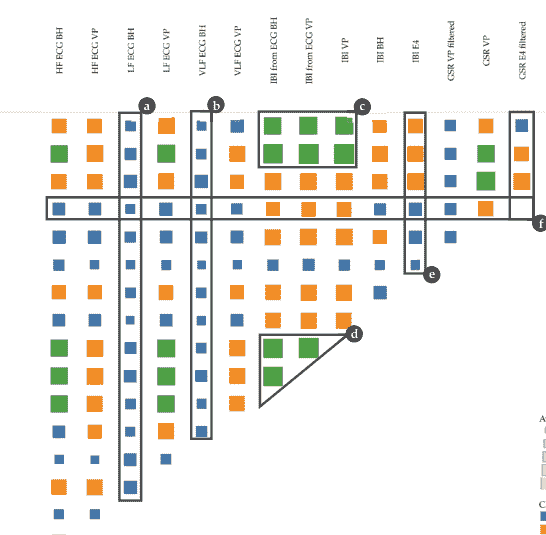 HF ECG BH
HF ECG VP
LF ECG BH
LF ECG VP
VLF ECG BH
VLF ECG VP
IBI from ECG BH
IBI from ECG VP
IBI VP
IBI BH
IBI E4
GSR VP filtered
GSR VP
GSR E4 filtered
a
b
c
d
e
f